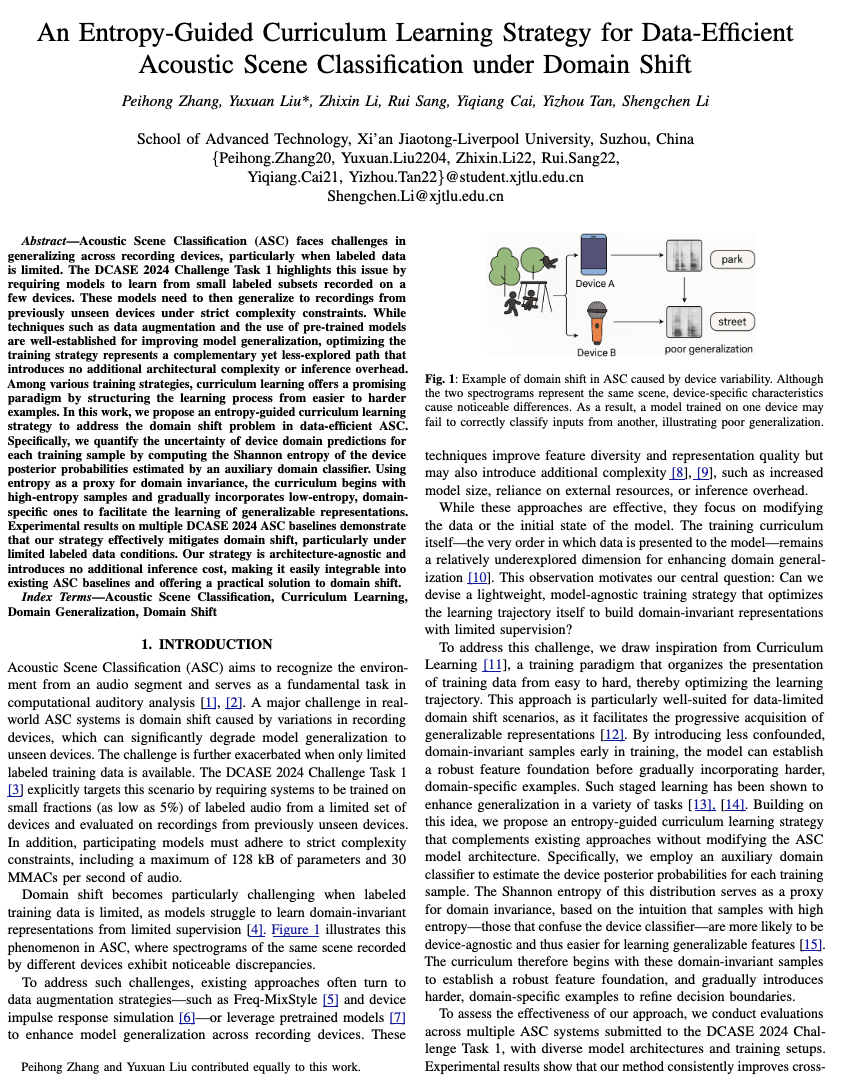 An Entropy-Guided Curriculum Learning Strategy for Data-Efficient
Acoustic Scene Classification under Domain Shift
Peihong Zhang, Yuxuan Liu*, Zhixin Li, Rui Sang, Yiqiang Cai, Yizhou Tan, Shengchen Li
School of Advanced Technology, Xi'an Jiaotong-Liverpool University, Suzhou, China
{Peihong.Zhang20, Yuxuan.Liu2204, Zhixin.Li22, Rui.Sang22,
Yiqiang.Cai21, Yizhou.Tan22}@student.xjtlu.edu.cn
Shengchen.Li@xjtlu.edu.cn
Abstract—Acoustic Scene Classification (ASC) faces challenges in
generalizing across recording devices, particularly when labeled data
is limited. The DCASE 2024 Challenge Task 1 highlights this issue by
requiring models to learn from small labeled subsets recorded on a
few devices. These models need to then generalize to recordings from
previously unseen devices under strict complexity constraints. While
techniques such as data augmentation and the use of pre-trained models
are well-established for improving model generalization, optimizing the
training strategy represents a complementary yet less-explored path that
introduces no additional architectural complexity or inference overhead.
Among various training strategies, curriculum learning offers a promising
paradigm by structuring the learning process from easier to harder
examples. In this work, we propose an entropy-guided curriculum learning
strategy to address the domain shift problem in data-efficient ASC.
Specifically, we quantify the uncertainty of device domain predictions for
each training sample by computing the Shannon entropy of the device
posterior probabilities estimated by an auxiliary domain classifier. Using
entropy as a proxy for domain invariance, the curriculum begins with
high-entropy samples and gradually incorporates low-entropy, domain-
specific ones to facilitate the learning of generalizable representations.
Experimental results on multiple DCASE 2024 ASC baselines demonstrate
that our strategy effectively mitigates domain shift, particularly under
limited labeled data conditions. Our strategy is architecture-agnostic and
introduces no additional inference cost, making it easily integrable into
existing ASC baselines and offering a practical solution to domain shift.
Index Terms—Acoustic Scene Classification, Curriculum Learning,
Domain Generalization, Domain Shift
1. INTRODUCTION
Acoustic Scene Classification (ASC) aims to recognize the environ-
ment from an audio segment and serves as a fundamental task in
computational auditory analysis [1], [2]. A major challenge in real-
world ASC systems is domain shift caused by variations in recording
devices, which can significantly degrade model generalization to
unseen devices. The challenge is further exacerbated when only limited
labeled training data is available. The DCASE 2024 Challenge Task 1
[3] explicitly targets this scenario by requiring systems to be trained on
small fractions (as low as 5%) of labeled audio from a limited set of
devices and evaluated on recordings from previously unseen devices.
In addition, participating models must adhere to strict complexity
constraints, including a maximum of 128 kB of parameters and 30
MMACs per second of audio.
Domain shift becomes particularly challenging when labeled
training data is limited, as models struggle to learn domain-invariant
representations from limited supervision [4]. Figure 1 illustrates this
phenomenon in ASC, where spectrograms of the same scene recorded
by different devices exhibit noticeable discrepancies.
To address such challenges, existing approaches often turn to
data augmentation strategies—such as Freq-MixStyle [5] and device
impulse response simulation [6]—or leverage pretrained models [7]
to enhance model generalization across recording devices. These
Peihong Zhang and Yuxuan Liu contributed equally to this work.
Device A
park
Device B
street
poor generalization
Fig. 1: Example of domain shift in ASC caused by device variability. Although
the two spectrograms represent the same scene, device-specific characteristics
cause noticeable differences. As a result, a model trained on one device may
fail to correctly classify inputs from another, illustrating poor generalization.
techniques improve feature diversity and representation quality but
may also introduce additional complexity [8], [9], such as increased
model size, reliance on external resources, or inference overhead.
While these approaches are effective, they focus on modifying
the data or the initial state of the model. The training curriculum
itself—the very order in which data is presented to the model—remains
a relatively underexplored dimension for enhancing domain general-
ization [10]. This observation motivates our central question: Can we
devise a lightweight, model-agnostic training strategy that optimizes
the learning trajectory itself to build domain-invariant representations
with limited supervision?
To address this challenge, we draw inspiration from Curriculum
Learning [11], a training paradigm that organizes the presentation
of training data from easy to hard, thereby optimizing the learning
trajectory. This approach is particularly well-suited for data-limited
domain shift scenarios, as it facilitates the progressive acquisition of
generalizable representations [12]. By introducing less confounded,
domain-invariant samples early in training, the model can establish
a robust feature foundation before gradually incorporating harder,
domain-specific examples. Such staged learning has been shown to
enhance generalization in a variety of tasks [13], [14]. Building on
this idea, we propose an entropy-guided curriculum learning strategy
that complements existing approaches without modifying the ASC
model architecture. Specifically, we employ an auxiliary domain
classifier to estimate the device posterior probabilities for each training
sample. The Shannon entropy of this distribution serves as a proxy
for domain invariance, based on the intuition that samples with high
entropy—those that confuse the device classifier—are more likely to be
device-agnostic and thus easier for learning generalizable features [15].
The curriculum therefore begins with these domain-invariant samples
to establish a robust feature foundation, and gradually introduces
harder, domain-specific examples to refine decision boundaries.
To assess the effectiveness of our approach, we conduct evaluations
across multiple ASC systems submitted to the DCASE 2024 Chal-
lenge Task 1, with diverse model architectures and training setups.
Experimental results show that our method consistently improves cross-